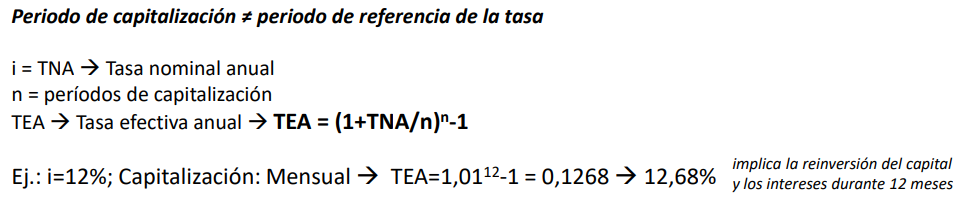 Periodo de capitalización ≠ periodo de referencia de la tasa
i = TNA → Tasa nominal anual
n = períodos de capitalización
TEA → Tasa efectiva anual → TEA = (1+TNA/n)ⁿ-1
Ej.: i=12%; Capitalización: Mensual → TEA=1,01¹²-1 = 0,1268 → 12,68%
implica la reinversión del capital
y los intereses durante 12 meses